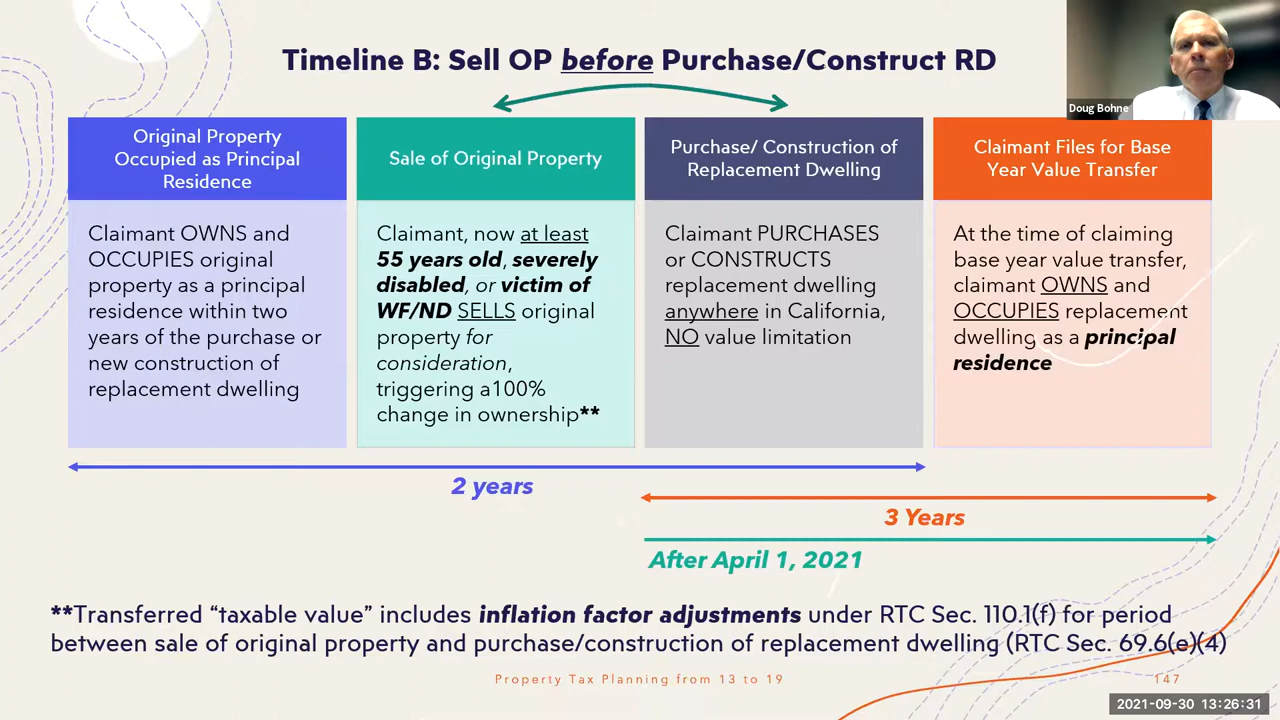 Timeline B: Sell OP before Purchase/Construct RD
Doug Bohne
Original Property
Occupied as Principal
Residence
Sale of Original Property
Purchase/ Construction of
Replacement Dwelling
Claimant Files for Base
Year Value Transfer
Claimant OWNS and
OCCUPIES original
property as a principal
residence within two
years of the purchase or
new construction of
replacement dwelling
Claimant, now at least
55 years old, severely
disabled, or victim of
WF/ND SELLS original
property for
consideration,
triggering a100%
change in ownership**
Claimant PURCHASES
or CONSTRUCTS
replacement dwelling
anywhere in California,
NO value limitation
At the time of claiming
base year value transfer,
claimant OWNS and
OCCUPIES replacement
dwelling as a principal
residence
2 years
3 Years
After April 1, 2021
**Transferred “taxable value” includes inflation factor adjustments under RTC Sec. 110.1(f) for period
between sale of original property and purchase/construction of replacement dwelling (RTC Sec. 69.6(e)(4)
Property Tax Planning from 13 to 19
147
2021-09-30 13:26:31